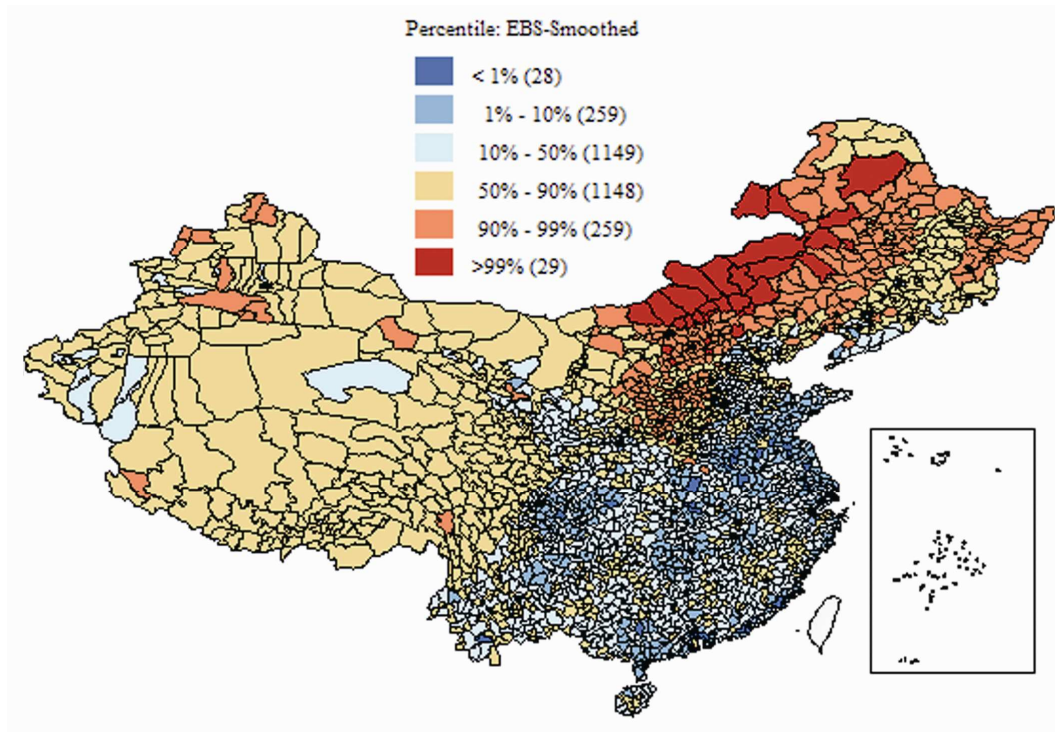 Percentile: EBS-Smoothed
< 1% (28)
1% - 10% (259)
10% - 50% (1149)
50% - 90% (1148)
90% - 99% (259)
>99% (29)